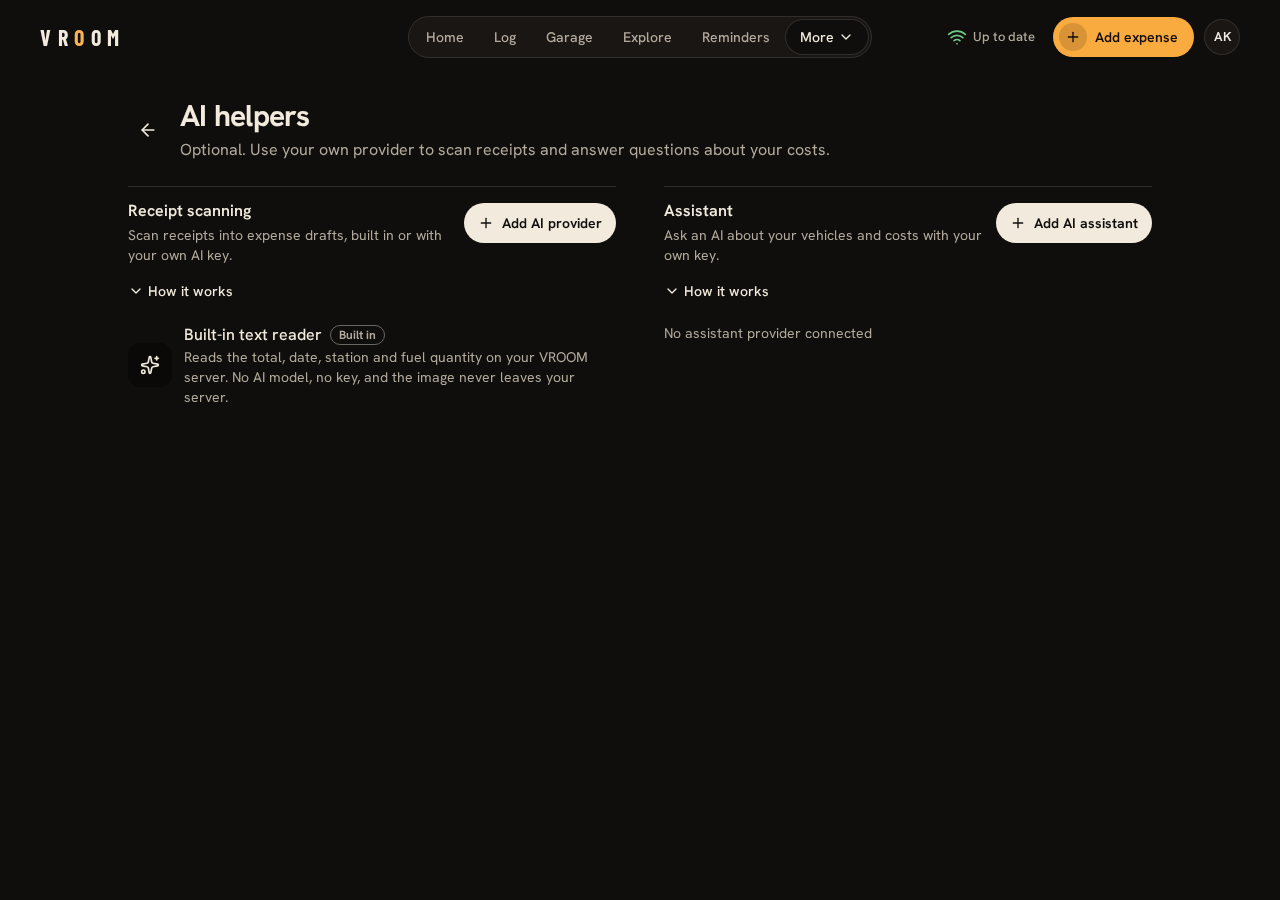 VROOM
Home
Log
Garage
Explore
Reminders
More
Up to date
Add expense
AK
AI helpers
Optional. Use your own provider to scan receipts and answer questions about your costs.
Receipt scanning
Scan receipts into expense drafts, built in or with
your own AI key.
Add AI provider
How it works
Built-in text reader
Built in
Reads the total, date, station and fuel quantity on your VROOM
server. No AI model, no key, and the image never leaves your
server.
Assistant
Ask an AI about your vehicles and costs with your
own key.
Add AI assistant
How it works
No assistant provider connected